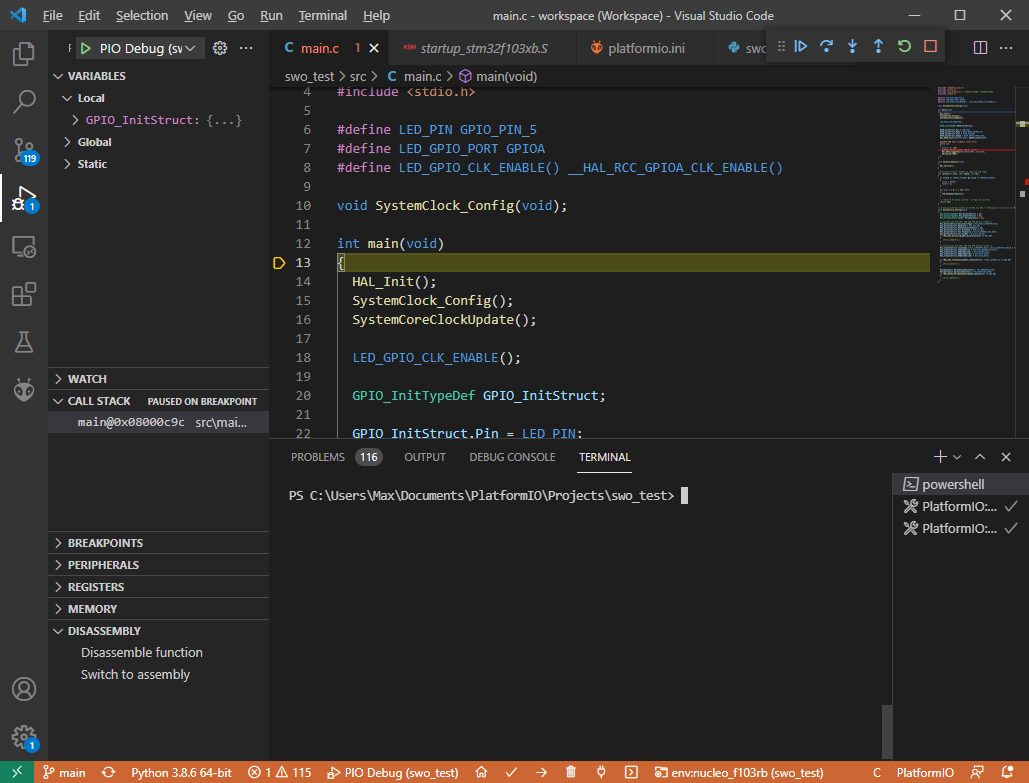 File Edit Selection View Go Run Terminal Help
main.c - workspace (Workspace) - Visual Studio Code
PIO Debug (sw
C main.c 1
ASM startup_stm32f103xb.S
platformio.ini
swo
swo_test > src > C main.c > main(void)
VARIABLES
Local
GPIO_InitStruct: {...}
Global
Static
4 #include <stdio.h>
5
6 #define LED_PIN GPIO_PIN_5
7 #define LED_GPIO_PORT GPIOA
8 #define LED_GPIO_CLK_ENABLE() __HAL_RCC_GPIOA_CLK_ENABLE()
9
10 void SystemClock_Config(void);
11
12 int main(void)
13 {
14 HAL_Init();
15 SystemClock_Config();
16 SystemCoreClockUpdate();
17
18 LED_GPIO_CLK_ENABLE();
19
20 GPIO_InitTypeDef GPIO_InitStruct;
21
22 GPIO_InitStruct.Pin = LED_PIN;
119
1
WATCH
CALL STACK PAUSED ON BREAKPOINT
main@0x08000c9c src\mai...
BREAKPOINTS
PERIPHERALS
REGISTERS
MEMORY
DISASSEMBLY
Disassemble function
Switch to assembly
PROBLEMS 116 OUTPUT DEBUG CONSOLE TERMINAL
PS C:\Users\Max\Documents\PlatformIO\Projects\swo_test>
powershell
PlatformIO:...
PlatformIO:...
1
main Python 3.8.6 64-bit 1 115 PIO Debug (swo_test) env:nucleo_f103rb (swo_test) C PlatformIO